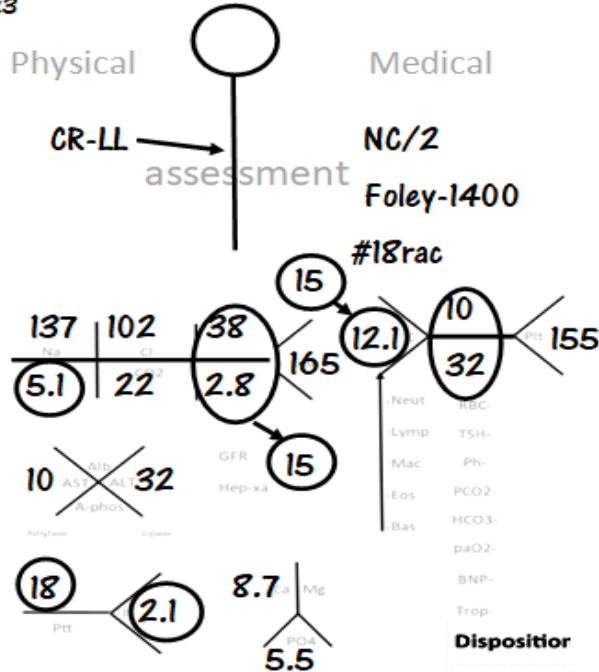 Physical Medical
CR-LL NC/2
assessment
Foley-1400
#18rac
15
137 102 38 10
Na Cl 165 12.1 Plt 155
5.1 22 2.8 32
-Neut RBC-
-Lymp TSH-
GFR 15 -Mac Ph-
10 Alb 32
AST ALT
Hep-xa -Eos PCO2-
A-phos
-Bas HCO3-
Amylase Lipase
paO2-
18 2.1 8.7 Ca Mg BNP-
Ptt Trop-
PO4
5.5 Disposition